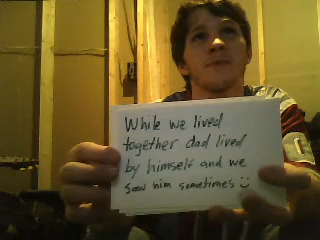 While we lived
together dad lived
by himself and we
saw him sometimes :)